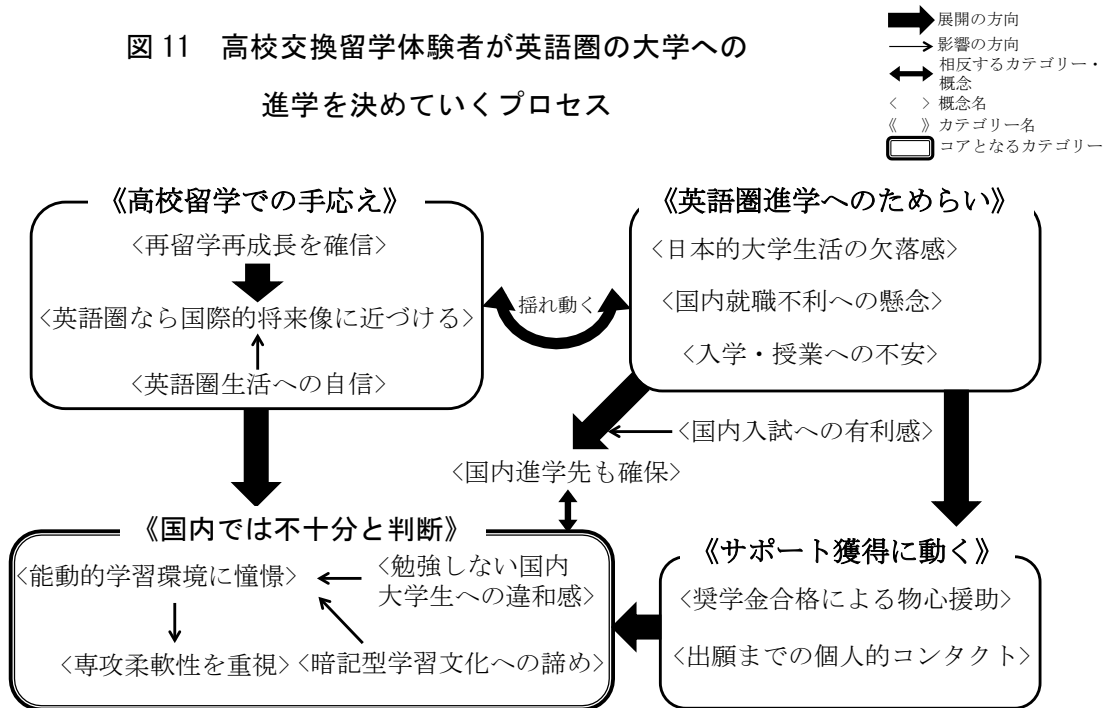 図 11　高校交換留学体験者が英語圏の大学への
進学を決めていくプロセス
展開の方向
影響の方向
相反するカテゴリー・
概念
〈　〉概念名
《　》カテゴリー名
コアとなるカテゴリー
《高校留学での手応え》
〈再留学再成長を確信〉
〈英語圏なら国際的将来像に近づける〉
〈英語圏生活への自信〉
揺れ動く
《英語圏進学へのためらい》
〈日本的大学生活の欠落感〉
〈国内就職不利への懸念〉
〈入学・授業への不安〉
〈国内入試への有利感〉
〈国内進学先も確保〉
《国内では不十分と判断》
〈能動的学習環境に憧憬〉
〈勉強しない国内
大学生への違和感〉
〈専攻柔軟性を重視〉
〈暗記型学習文化への諦め〉
《サポート獲得に動く》
〈奨学金合格による物心援助〉
〈出願までの個人的コンタクト〉